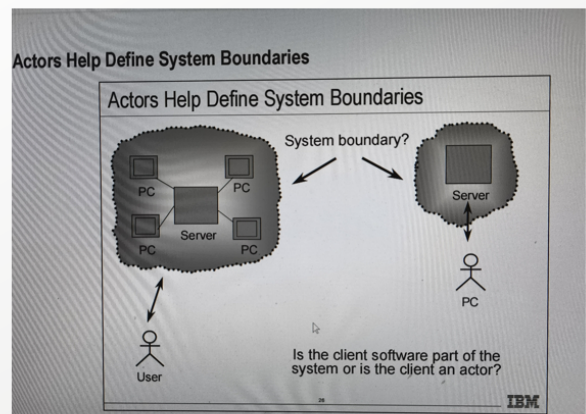 Actors Help Define System Boundaries
Actors Help Define System Boundaries
System boundary?
PC
PC
Server
PC
PC
Server
PC
User
Is the client software part of the
system or is the client an actor?
IBM